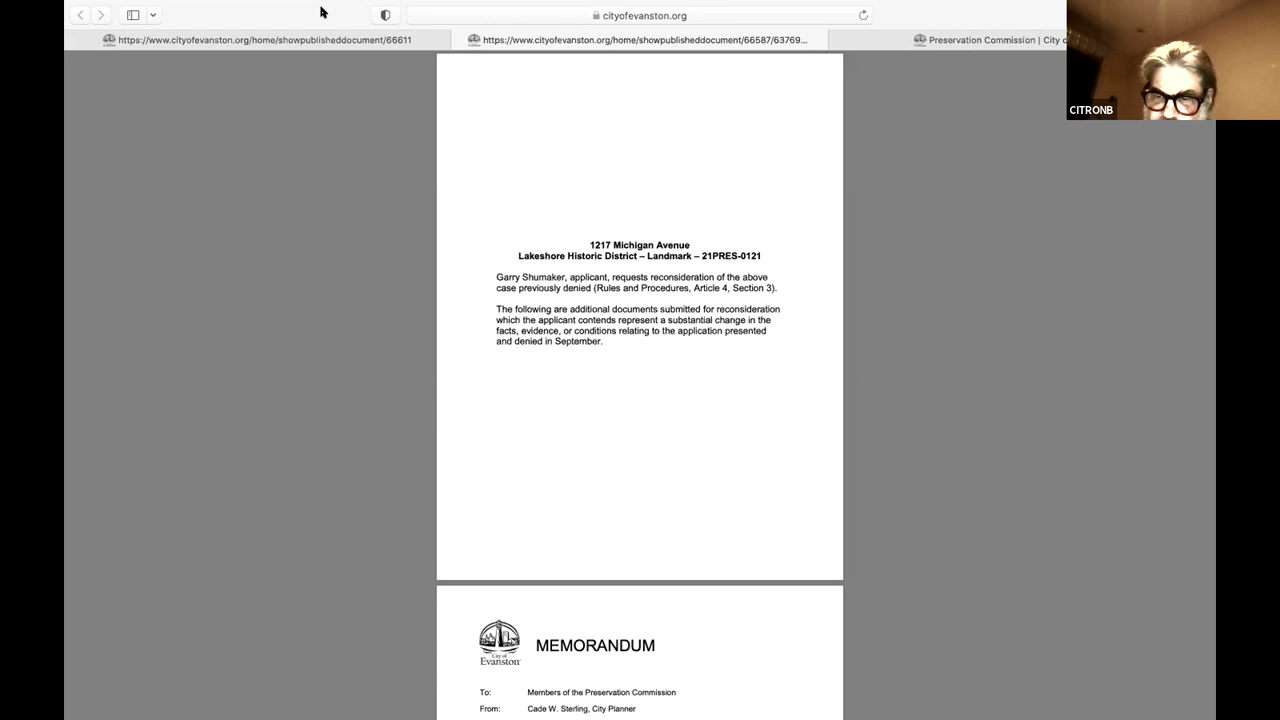 cityofevanston.org
https://www.cityofevanston.org/home/showpublisheddocument/66611
https://www.cityofevanston.org/home/showpublisheddocument/66587/63769...
Preservation Commission | City
CITRONB
1217 Michigan Avenue
Lakeshore Historic District – Landmark – 21PRES-0121
Garry Shumaker, applicant, requests reconsideration of the above
case previously denied (Rules and Procedures, Article 4, Section 3).
The following are additional documents submitted for reconsideration
which the applicant contends represent a substantial change in the
facts, evidence, or conditions relating to the application presented
and denied in September.
City of
Evanston
MEMORANDUM
To: Members of the Preservation Commission
From: Cade W. Sterling, City Planner